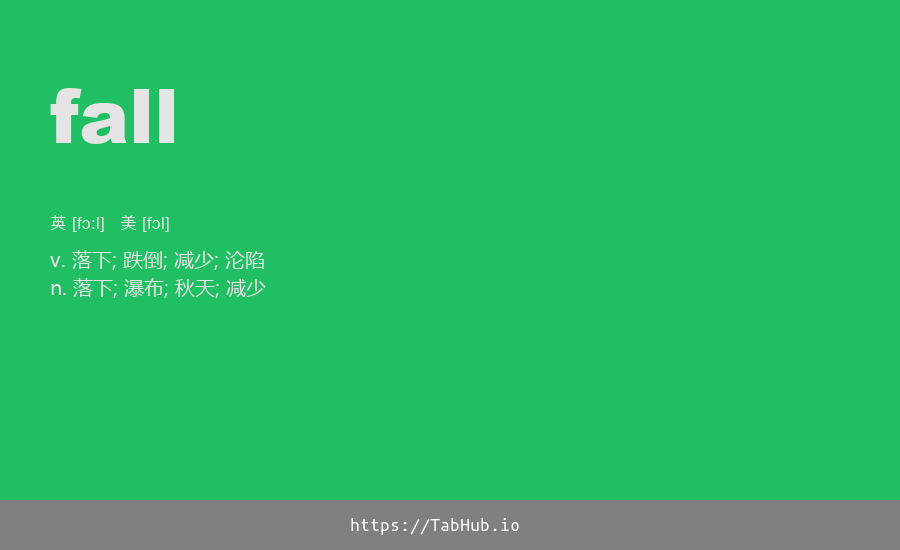 fall
英 [fɔ:l] 美 [fɔl]
v. 落下; 跌倒; 减少; 沦陷
n. 落下; 瀑布; 秋天; 减少
https://TabHub.io